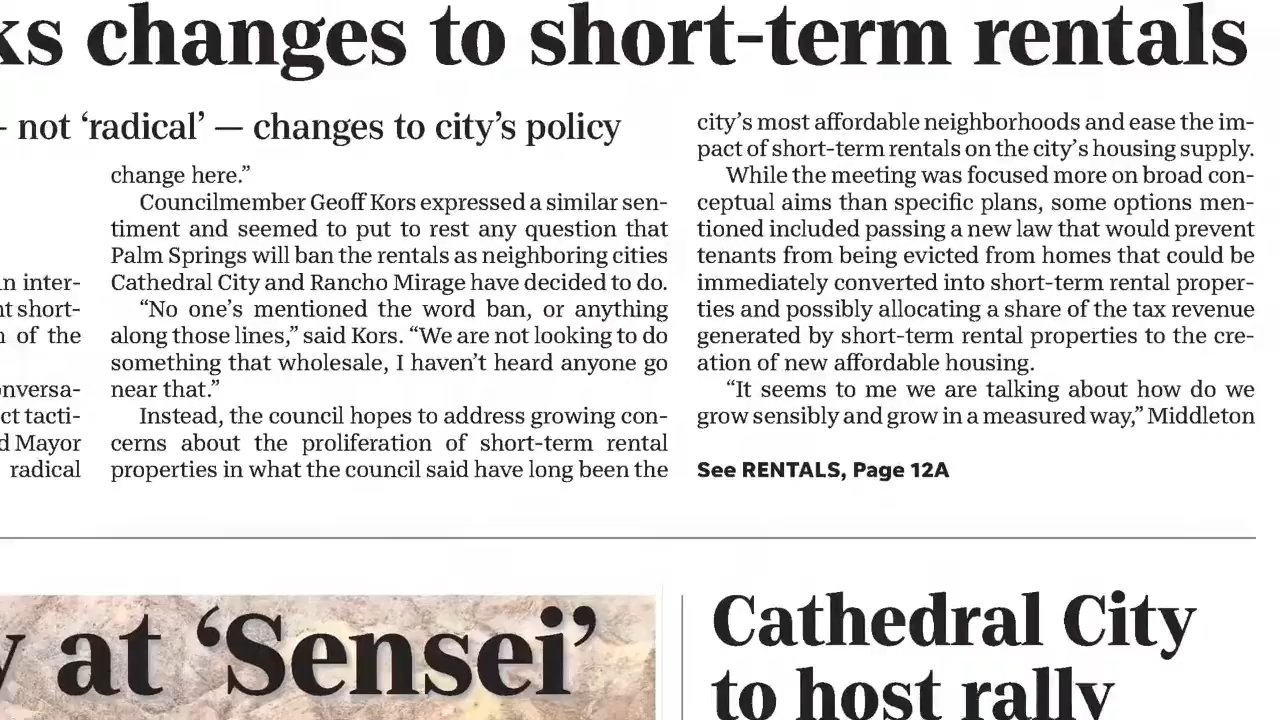 ks changes to short-term rentals
- not ‘radical’ — changes to city’s policy
in inter-
nt short-
n of the
onversa-
ct tacti-
d Mayor
radical
change here.”
Councilmember Geoff Kors expressed a similar sen-
timent and seemed to put to rest any question that
Palm Springs will ban the rentals as neighboring cities
Cathedral City and Rancho Mirage have decided to do.
“No one’s mentioned the word ban, or anything
along those lines,” said Kors. “We are not looking to do
something that wholesale, I haven’t heard anyone go
near that.”
Instead, the council hopes to address growing con-
cerns about the proliferation of short-term rental
properties in what the council said have long been the
city’s most affordable neighborhoods and ease the im-
pact of short-term rentals on the city’s housing supply.
While the meeting was focused more on broad con-
ceptual aims than specific plans, some options men-
tioned included passing a new law that would prevent
tenants from being evicted from homes that could be
immediately converted into short-term rental proper-
ties and possibly allocating a share of the tax revenue
generated by short-term rental properties to the cre-
ation of new affordable housing.
“It seems to me we are talking about how do we
grow sensibly and grow in a measured way,” Middleton
See RENTALS, Page 12A
y at ‘Sensei’
Cathedral City
to host rally